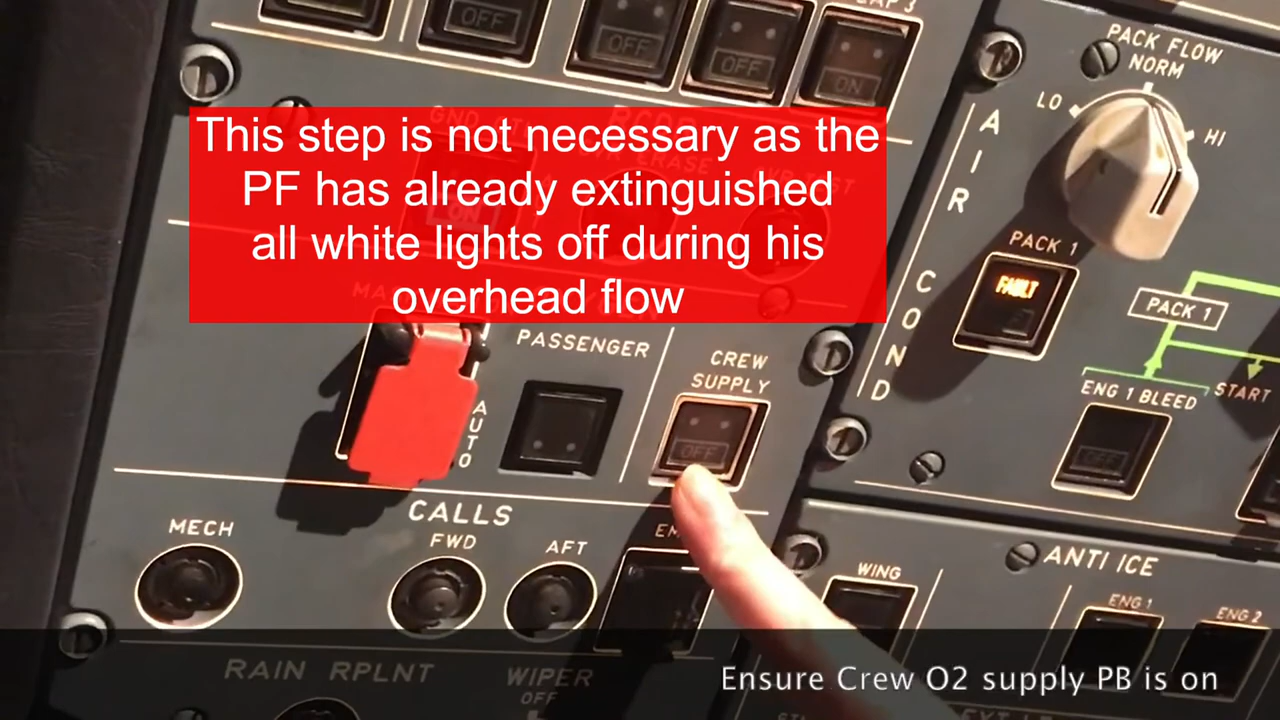 OFF
OFF
OFF
ON
PACK FLOW
NORM
LO
HI
AIR
COND
This step is not necessary as the
PF has already extinguished
all white lights off during his
overhead flow
PACK 1
FAULT
PACK 1
PASSENGER
CREW
SUPPLY
AUTO
OFF
ENG 1 BLEED
START
OFF
CALLS
MECH
FWD
AFT
WING
ANTI ICE
ENG 1
ENG 2
RAIN RPLNT
WIPER
OFF
Ensure Crew O2 supply PB is on